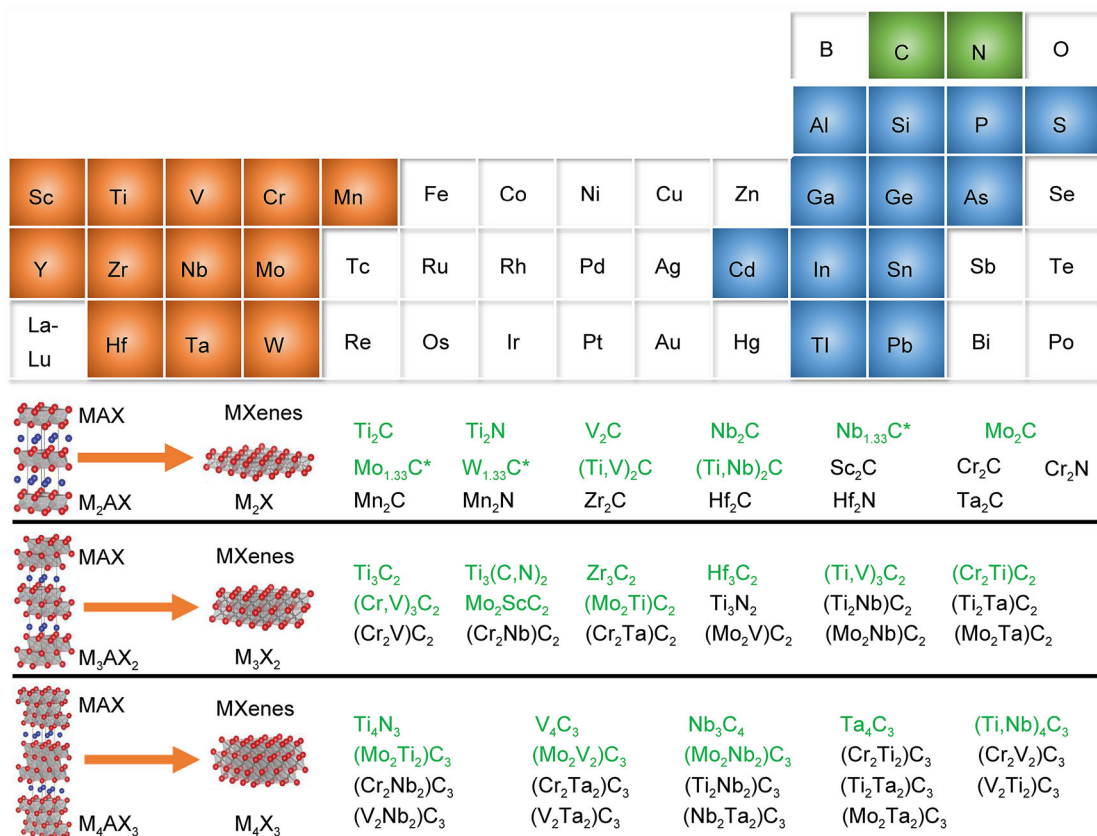 B C N O
Al Si P S
Sc Ti V Cr Mn Fe Co Ni Cu Zn Ga Ge As Se
Y Zr Nb Mo Tc Ru Rh Pd Ag Cd In Sn Sb Te
La-
Lu
Hf Ta W Re Os Ir Pt Au Hg Tl Pb Bi Po
MAX
MXenes
M₂AX
M₂X
Ti₂C Ti₂N V₂C Nb₂C Nb₁.₃₃C* Mo₂C
Mo₁.₃₃C* W₁.₃₃C* (Ti,V)₂C (Ti,Nb)₂C Sc₂C Cr₂C Cr₂N
Mn₂C Mn₂N Zr₂C Hf₂C Hf₂N Ta₂C
MAX
MXenes
M₃AX₂
M₃X₂
Ti₃C₂ Ti₃(C,N)₂ Zr₃C₂ Hf₃C₂ (Ti,V)₃C₂ (Cr₂Ti)C₂
(Cr,V)₃C₂ Mo₂ScC₂ (Mo₂Ti)C₂ Ti₃N₂ (Ti₂Nb)C₂ (Ti₂Ta)C₂
(Cr₂V)C₂ (Cr₂Nb)C₂ (Cr₂Ta)C₂ (Mo₂V)C₂ (Mo₂Nb)C₂ (Mo₂Ta)C₂
MAX
MXenes
M₄AX₃
M₄X₃
Ti₄N₃ V₄C₃ Nb₃C₄ Ta₄C₃ (Ti,Nb)₄C₃
(Mo₂Ti₂)C₃ (Mo₂V₂)C₃ (Mo₂Nb₂)C₃ (Cr₂Ti₂)C₃ (Cr₂V₂)C₃
(Cr₂Nb₂)C₃ (Cr₂Ta₂)C₃ (Ti₂Nb₂)C₃ (Ti₂Ta₂)C₃ (V₂Ti₂)C₃
(V₂Nb₂)C₃ (V₂Ta₂)C₃ (Nb₂Ta₂)C₃ (Mo₂Ta₂)C₃